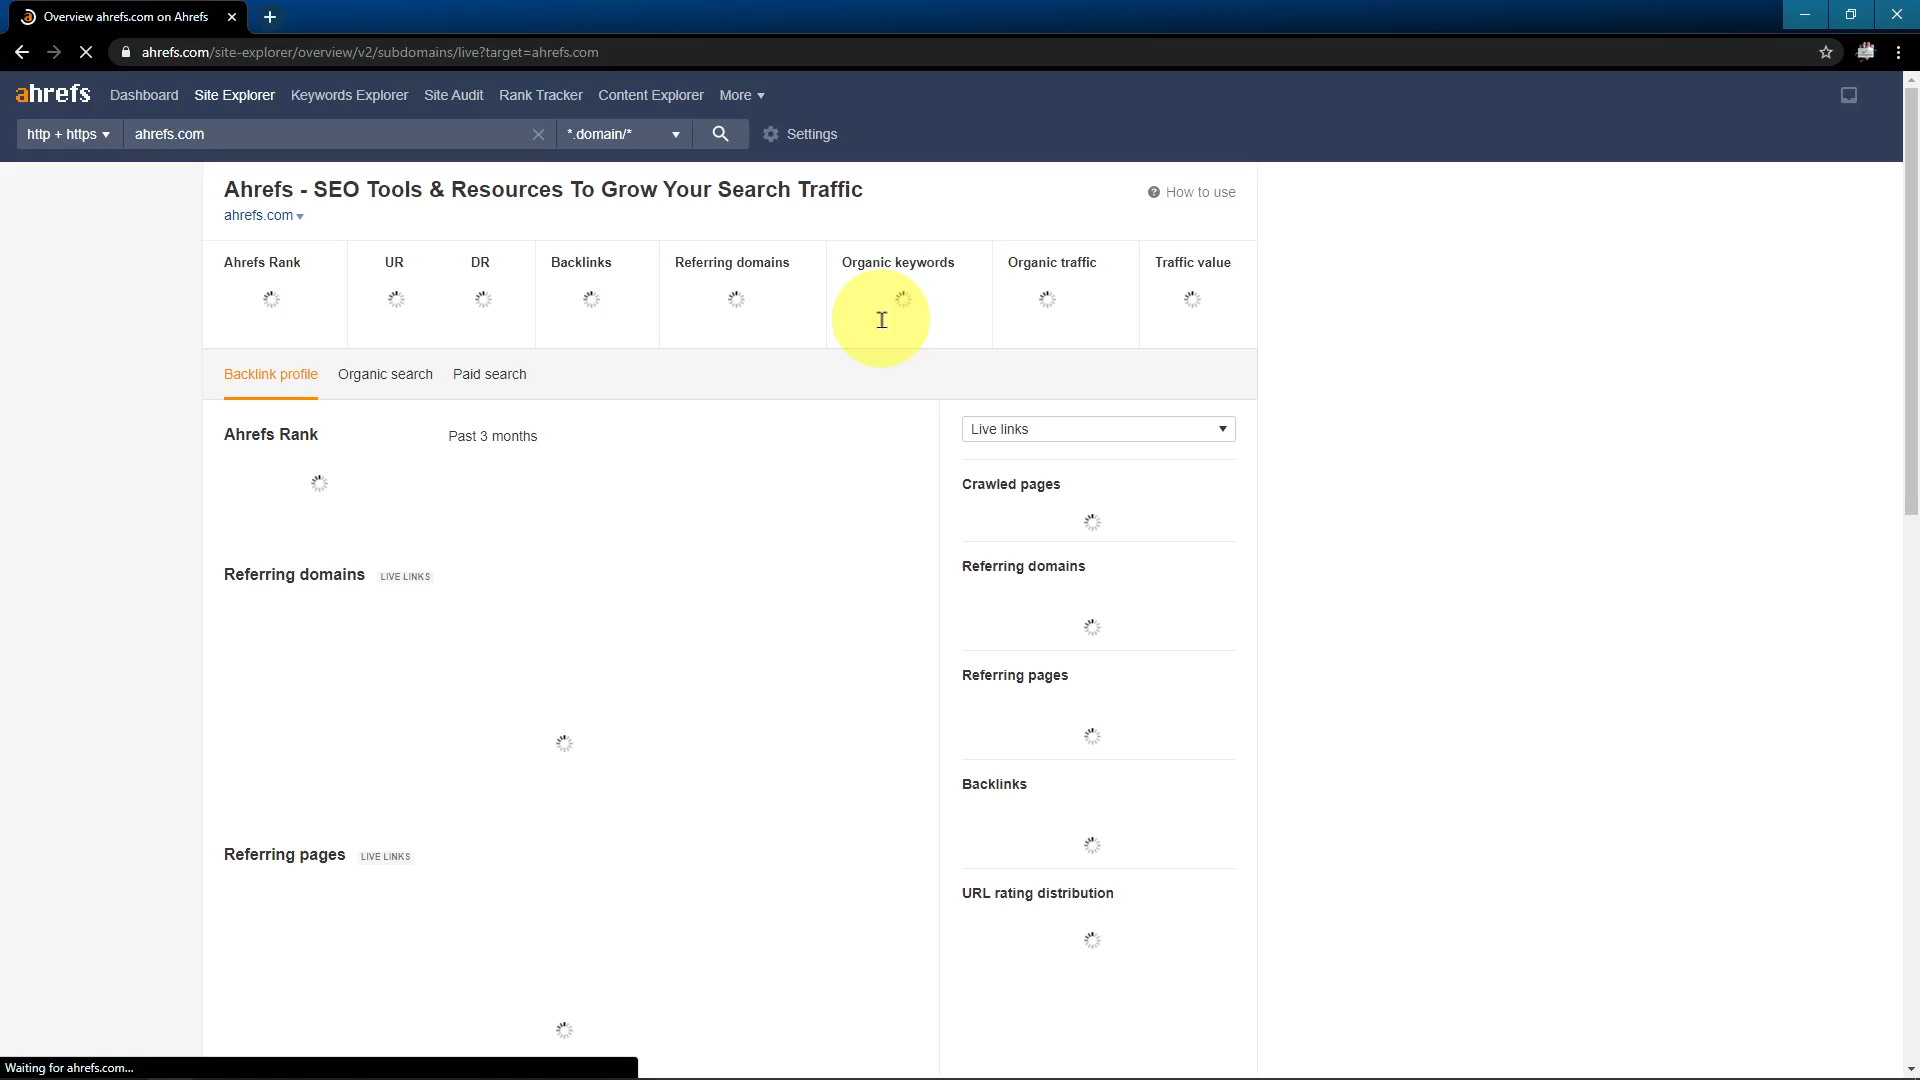 Overview ahrefs.com on Ahrefs
ahrefs.com/site-explorer/overview/v2/subdomains/live?target=ahrefs.com
ahrefs Dashboard Site Explorer Keywords Explorer Site Audit Rank Tracker Content Explorer More
http + https ahrefs.com *.domain/* Settings
Ahrefs - SEO Tools & Resources To Grow Your Search Traffic
How to use
ahrefs.com
Ahrefs Rank UR DR Backlinks Referring domains Organic keywords Organic traffic Traffic value
Backlink profile Organic search Paid search
Ahrefs Rank Past 3 months
Live links
Crawled pages
Referring domains LIVE LINKS
Referring domains
Referring pages
Backlinks
Referring pages LIVE LINKS
URL rating distribution
Waiting for ahrefs.com...